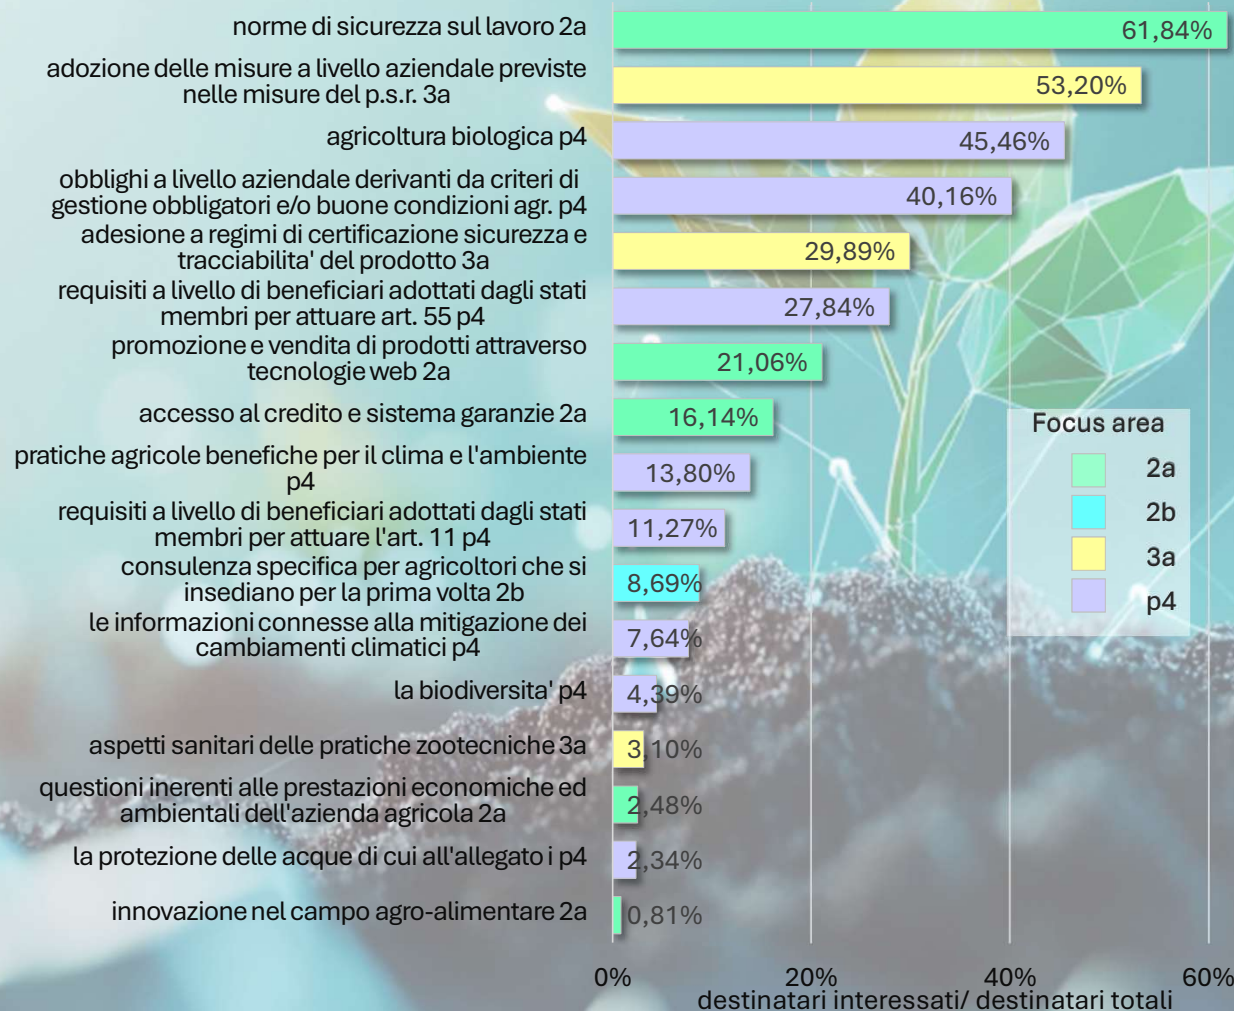 norme di sicurezza sul lavoro 2a
61,84%
adozione delle misure a livello aziendale previste
nelle misure del p.s.r. 3a
53,20%
agricoltura biologica p4
45,46%
obblighi a livello aziendale derivanti da criteri di
gestione obbligatori e/o buone condizioni agr. p4
40,16%
adesione a regimi di certificazione sicurezza e
tracciabilita' del prodotto 3a
29,89%
requisiti a livello di beneficiari adottati dagli stati
membri per attuare art. 55 p4
27,84%
promozione e vendita di prodotti attraverso
tecnologie web 2a
21,06%
accesso al credito e sistema garanzie 2a
16,14%
pratiche agricole benefiche per il clima e l'ambiente
p4
13,80%
requisiti a livello di beneficiari adottati dagli stati
membri per attuare l'art. 11 p4
11,27%
consulenza specifica per agricoltori che si
insediano per la prima volta 2b
8,69%
le informazioni connesse alla mitigazione dei
cambiamenti climatici p4
7,64%
la biodiversita' p4
4,39%
aspetti sanitari delle pratiche zootecniche 3a
3,10%
questioni inerenti alle prestazioni economiche ed
ambientali dell'azienda agricola 2a
2,48%
la protezione delle acque di cui all'allegato i p4
2,34%
innovazione nel campo agro-alimentare 2a
0,81%
Focus area
2a
2b
3a
p4
0%
20%
40%
60%
destinatari interessati/ destinatari totali